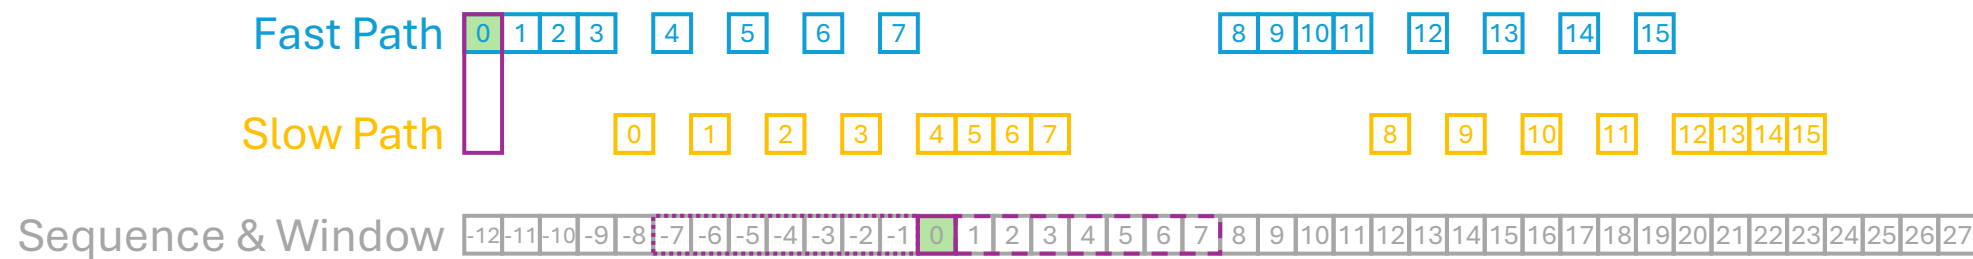 Fast Path 0 1 2 3 4 5 6 7 8 9 10 11 12 13 14 15
Slow Path 0 1 2 3 4 5 6 7 8 9 10 11 12 13 14 15
Sequence & Window -12 -11 -10 -9 -8 -7 -6 -5 -4 -3 -2 -1 0 1 2 3 4 5 6 7 8 9 10 11 12 13 14 15 16 17 18 19 20 21 22 23 24 25 26 27